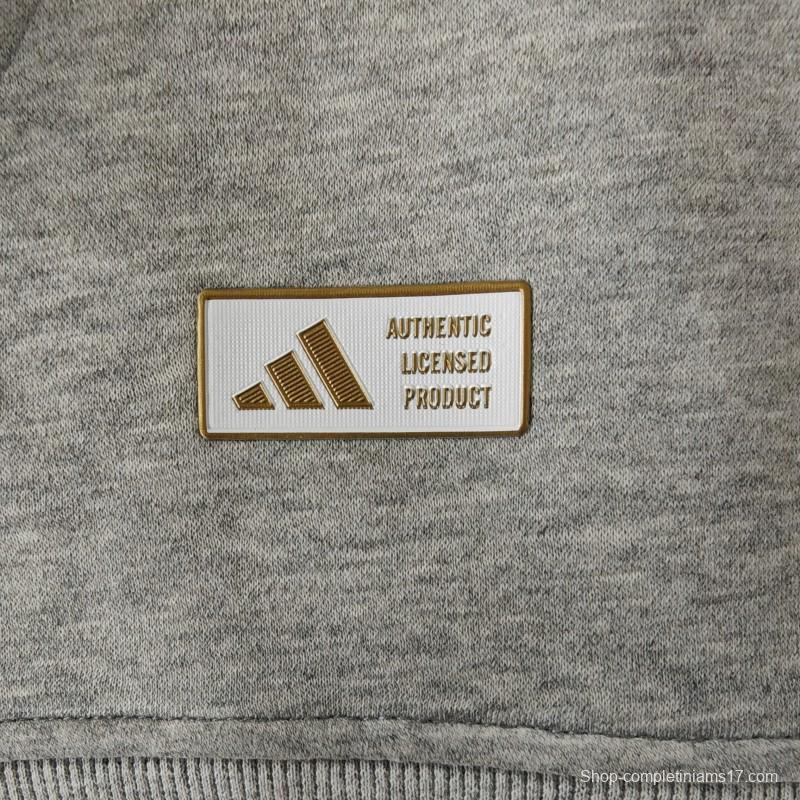 AUTHENTIC
LICENSED
PRODUCT
Shop-completiniams17.com